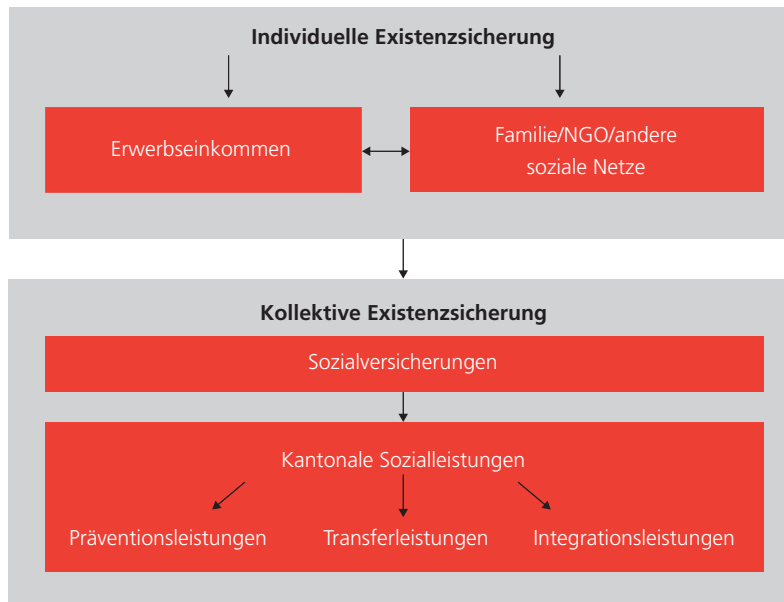 Individuelle Existenzsicherung
Erwerbseinkommen
Familie/NGO/andere
soziale Netze
Kollektive Existenzsicherung
Sozialversicherungen
Kantonale Sozialleistungen
Präventionsleistungen
Transferleistungen
Integrationsleistungen